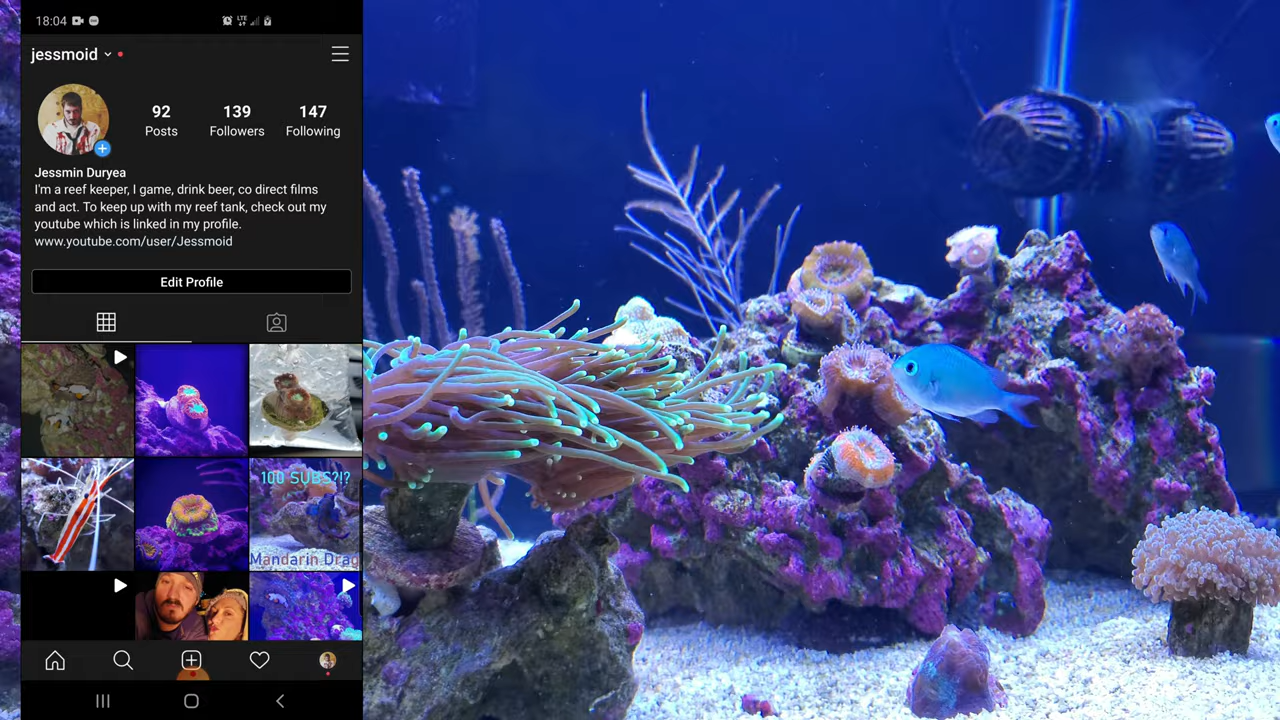 18:04
LTE
jessmoid
92
139
147
Posts
Followers
Following
Jessmin Duryea
I'm a reef keeper, I game, drink beer, co direct films
and act. To keep up with my reef tank, check out my
youtube which is linked in my profile.
www.youtube.com/user/Jessmoid
Edit Profile
100 SUBS?!?
Mandarin Drag